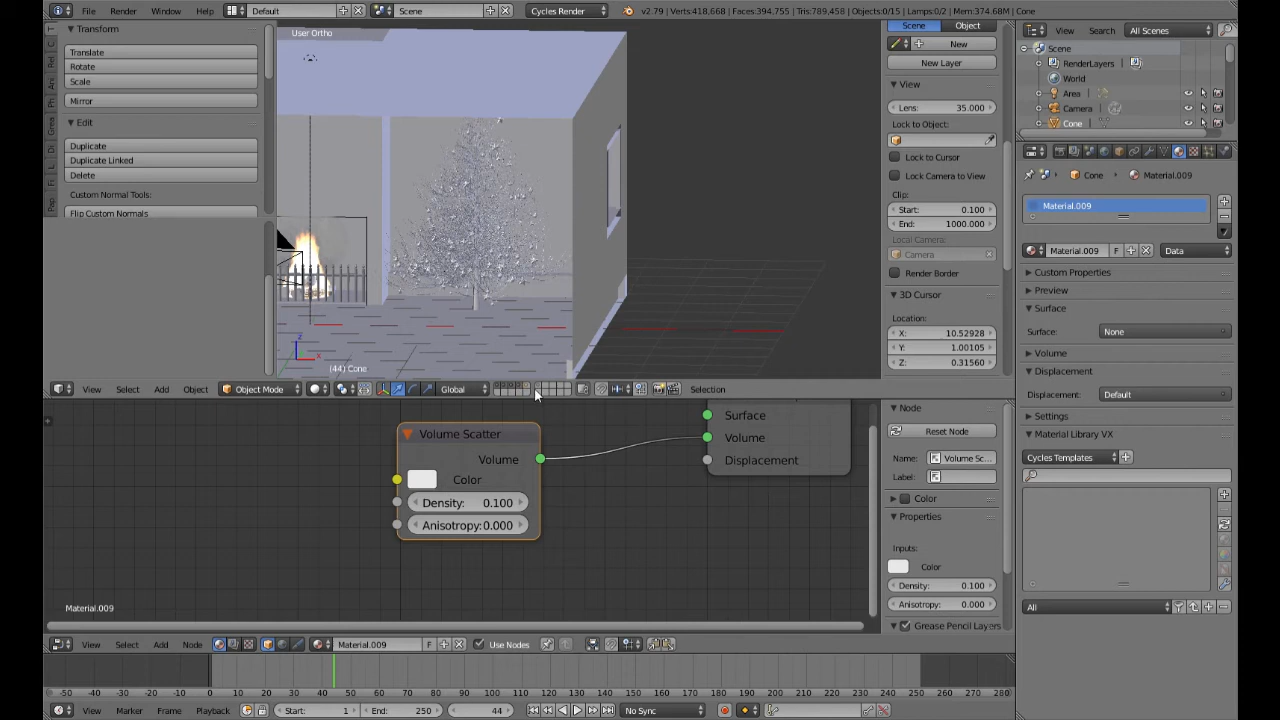 File Render Window Help Default Scene Cycles Render v2.79 | Verts:418,668 | Faces:394,755 | Tris:789,458 | Objects:0/15 | Lamps:0/2 | Mem:374.68M | Cone
Transform
Translate
Rotate
Scale
Mirror
Edit
Duplicate
Duplicate Linked
Delete
Custom Normal Tools:
Flip Custom Normals
User Ortho
(44) Cone
View Select Add Object Object Mode Global Selection
Scene Object
New
New Layer
View
Lens: 35.000
Lock to Object:
Lock to Cursor
Lock Camera to View
Clip:
Start: 0.100
End: 1000.000
Local Camera:
Camera
Render Border
3D Cursor
Location:
X: 10.52928
Y: 1.00105
Z: 0.31560
View Search All Scenes
Scene
RenderLayers
World
Area
Camera
Cone
Cone Material.009
Material.009
Material.009 F Data
Custom Properties
Preview
Surface
Surface: None
Volume
Displacement
Displacement: Default
Settings
Material Library VX
Cycles Templates
All
Volume Scatter
Volume
Color
Density: 0.100
Anisotropy: 0.000
Surface
Volume
Displacement
Material.009
Node
Reset Node
Name: Volume Sc...
Label:
Color
Properties
Inputs:
Color
Density: 0.100
Anisotropy: 0.000
Grease Pencil Layers
View Select Add Node Material.009 F Use Nodes
-50 -40 -30 -20 -10 0 10 20 30 40 50 60 70 80 90 100 110 120 130 140 150 160 170 180 190 200 210 220 230 240 250 260 270 280
View Marker Frame Playback Start: 1 End: 250 44 No Sync